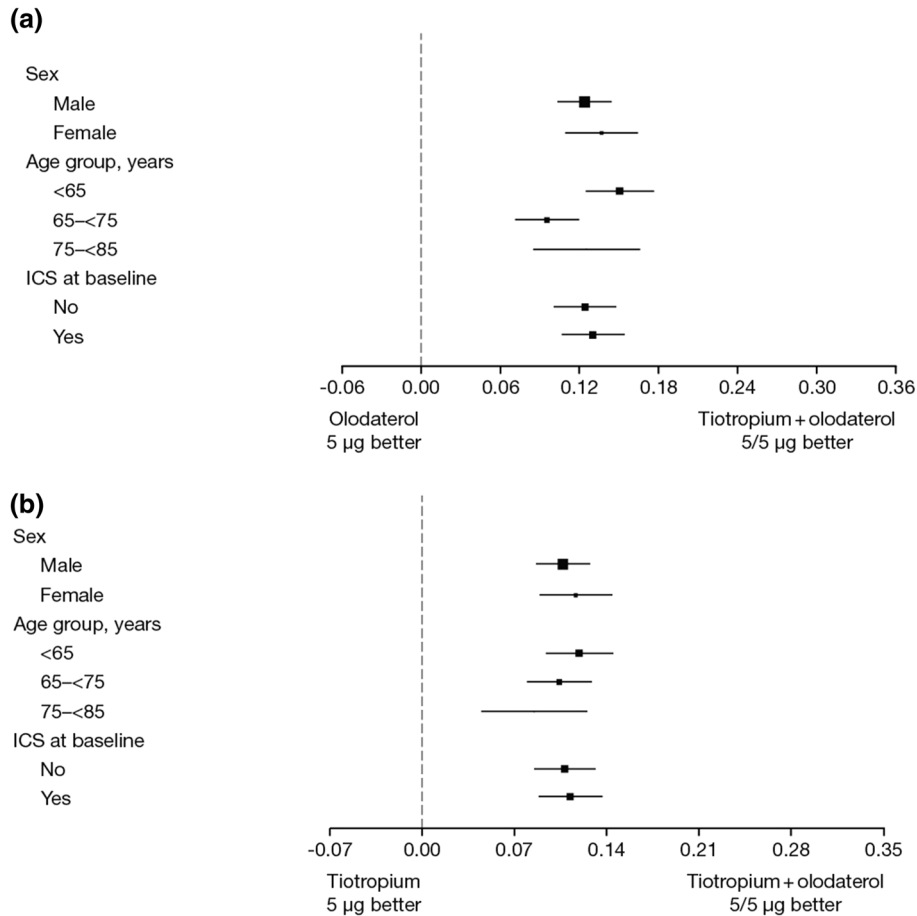 (a)
Sex
Male
Female
Age group, years
<65
65–<75
75–<85
ICS at baseline
No
Yes
-0.06 0.00 0.06 0.12 0.18 0.24 0.30 0.36
Olodaterol Tiotropium + olodaterol
5 µg better 5/5 µg better
(b)
Sex
Male
Female
Age group, years
<65
65–<75
75–<85
ICS at baseline
No
Yes
-0.07 0.00 0.07 0.14 0.21 0.28 0.35
Tiotropium Tiotropium + olodaterol
5 µg better 5/5 µg better